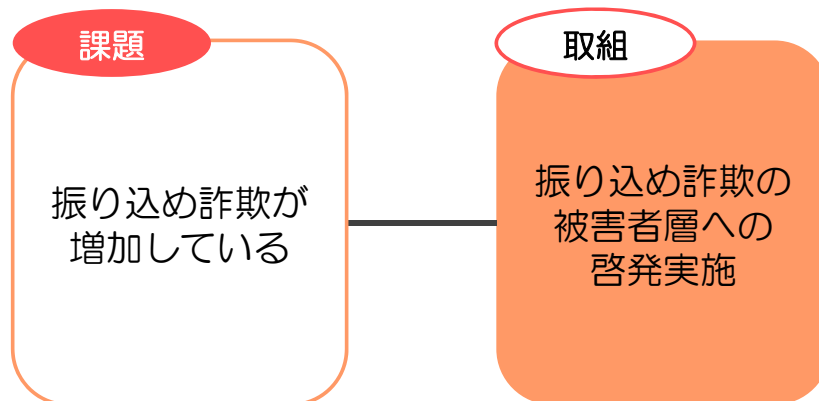 課題
振り込め詐欺が
増加している
取組
振り込め詐欺の
被害者層への
啓発実施